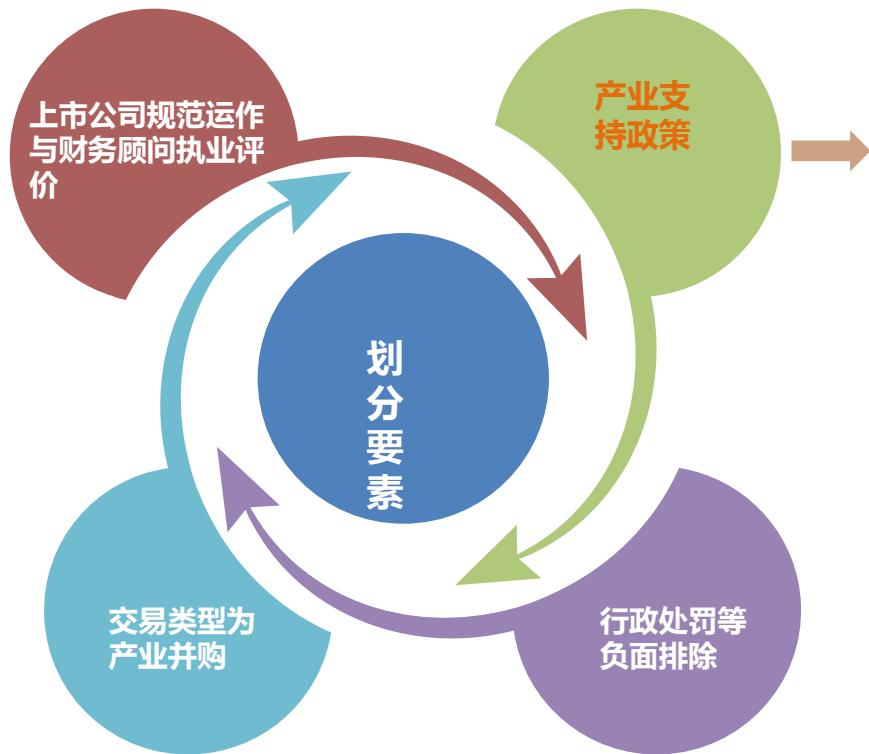 上市公司规范运作
与财务顾问执业评
价
产业支
持政策
划
分
要
素
交易类型为
产业并购
行政处罚等
负面排除